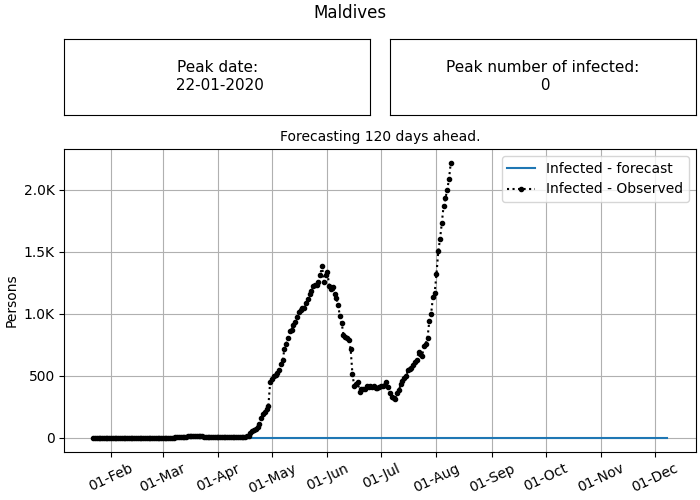 Maldives
Peak date:
22-01-2020
Peak number of infected:
0
Forecasting 120 days ahead.
Infected - forecast
Infected - Observed
2.0K
1.5K
1.0K
500
0
Persons
01-Feb
01-Mar
01-Apr
01-May
01-Jun
01-Jul
01-Aug
01-Sep
01-Oct
01-Nov
01-Dec